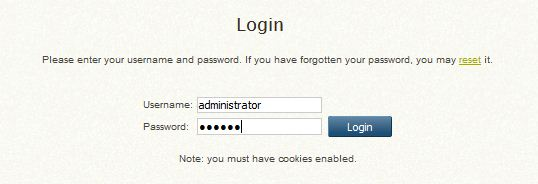 Login
Please enter your username and password. If you have forgotten your password, you may reset it.
Username: administrator
Password: ●●●●●● Login
Note: you must have cookies enabled.